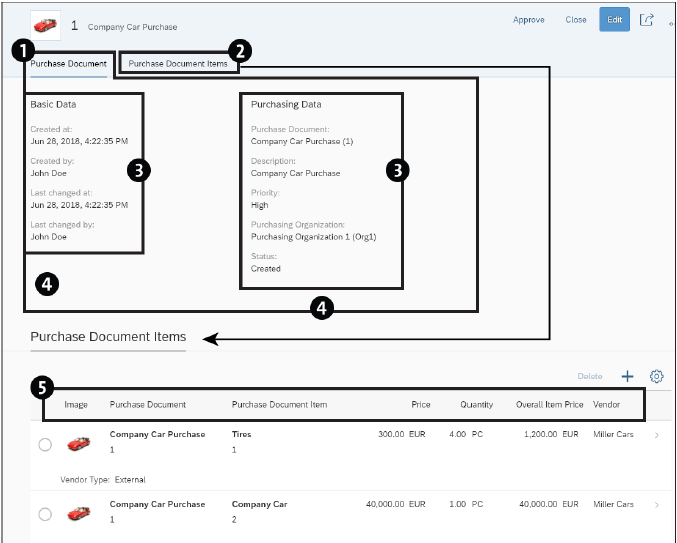 1 Company Car Purchase Approve Close Edit
1 2
Purchase Document Purchase Document Items
Basic Data
Created at:
Jun 28, 2018, 4:22:35 PM
Created by:
John Doe
3
Last changed at:
Jun 28, 2018, 4:22:35 PM
Last changed by:
John Doe
4
Purchasing Data
Purchase Document:
Company Car Purchase (1)
Description:
Company Car Purchase
3
Priority:
High
Purchasing Organization:
Purchasing Organization 1 (Org1)
Status:
Created
4
Purchase Document Items
Delete
5
Image Purchase Document Purchase Document Item Price Quantity Overall Item Price Vendor
Company Car Purchase Tires 300.00 EUR 4.00 PC 1,200.00 EUR Miller Cars
1 1
Vendor Type: External
Company Car Purchase Company Car 40,000.00 EUR 1.00 PC 40,000.00 EUR Miller Cars
1 2